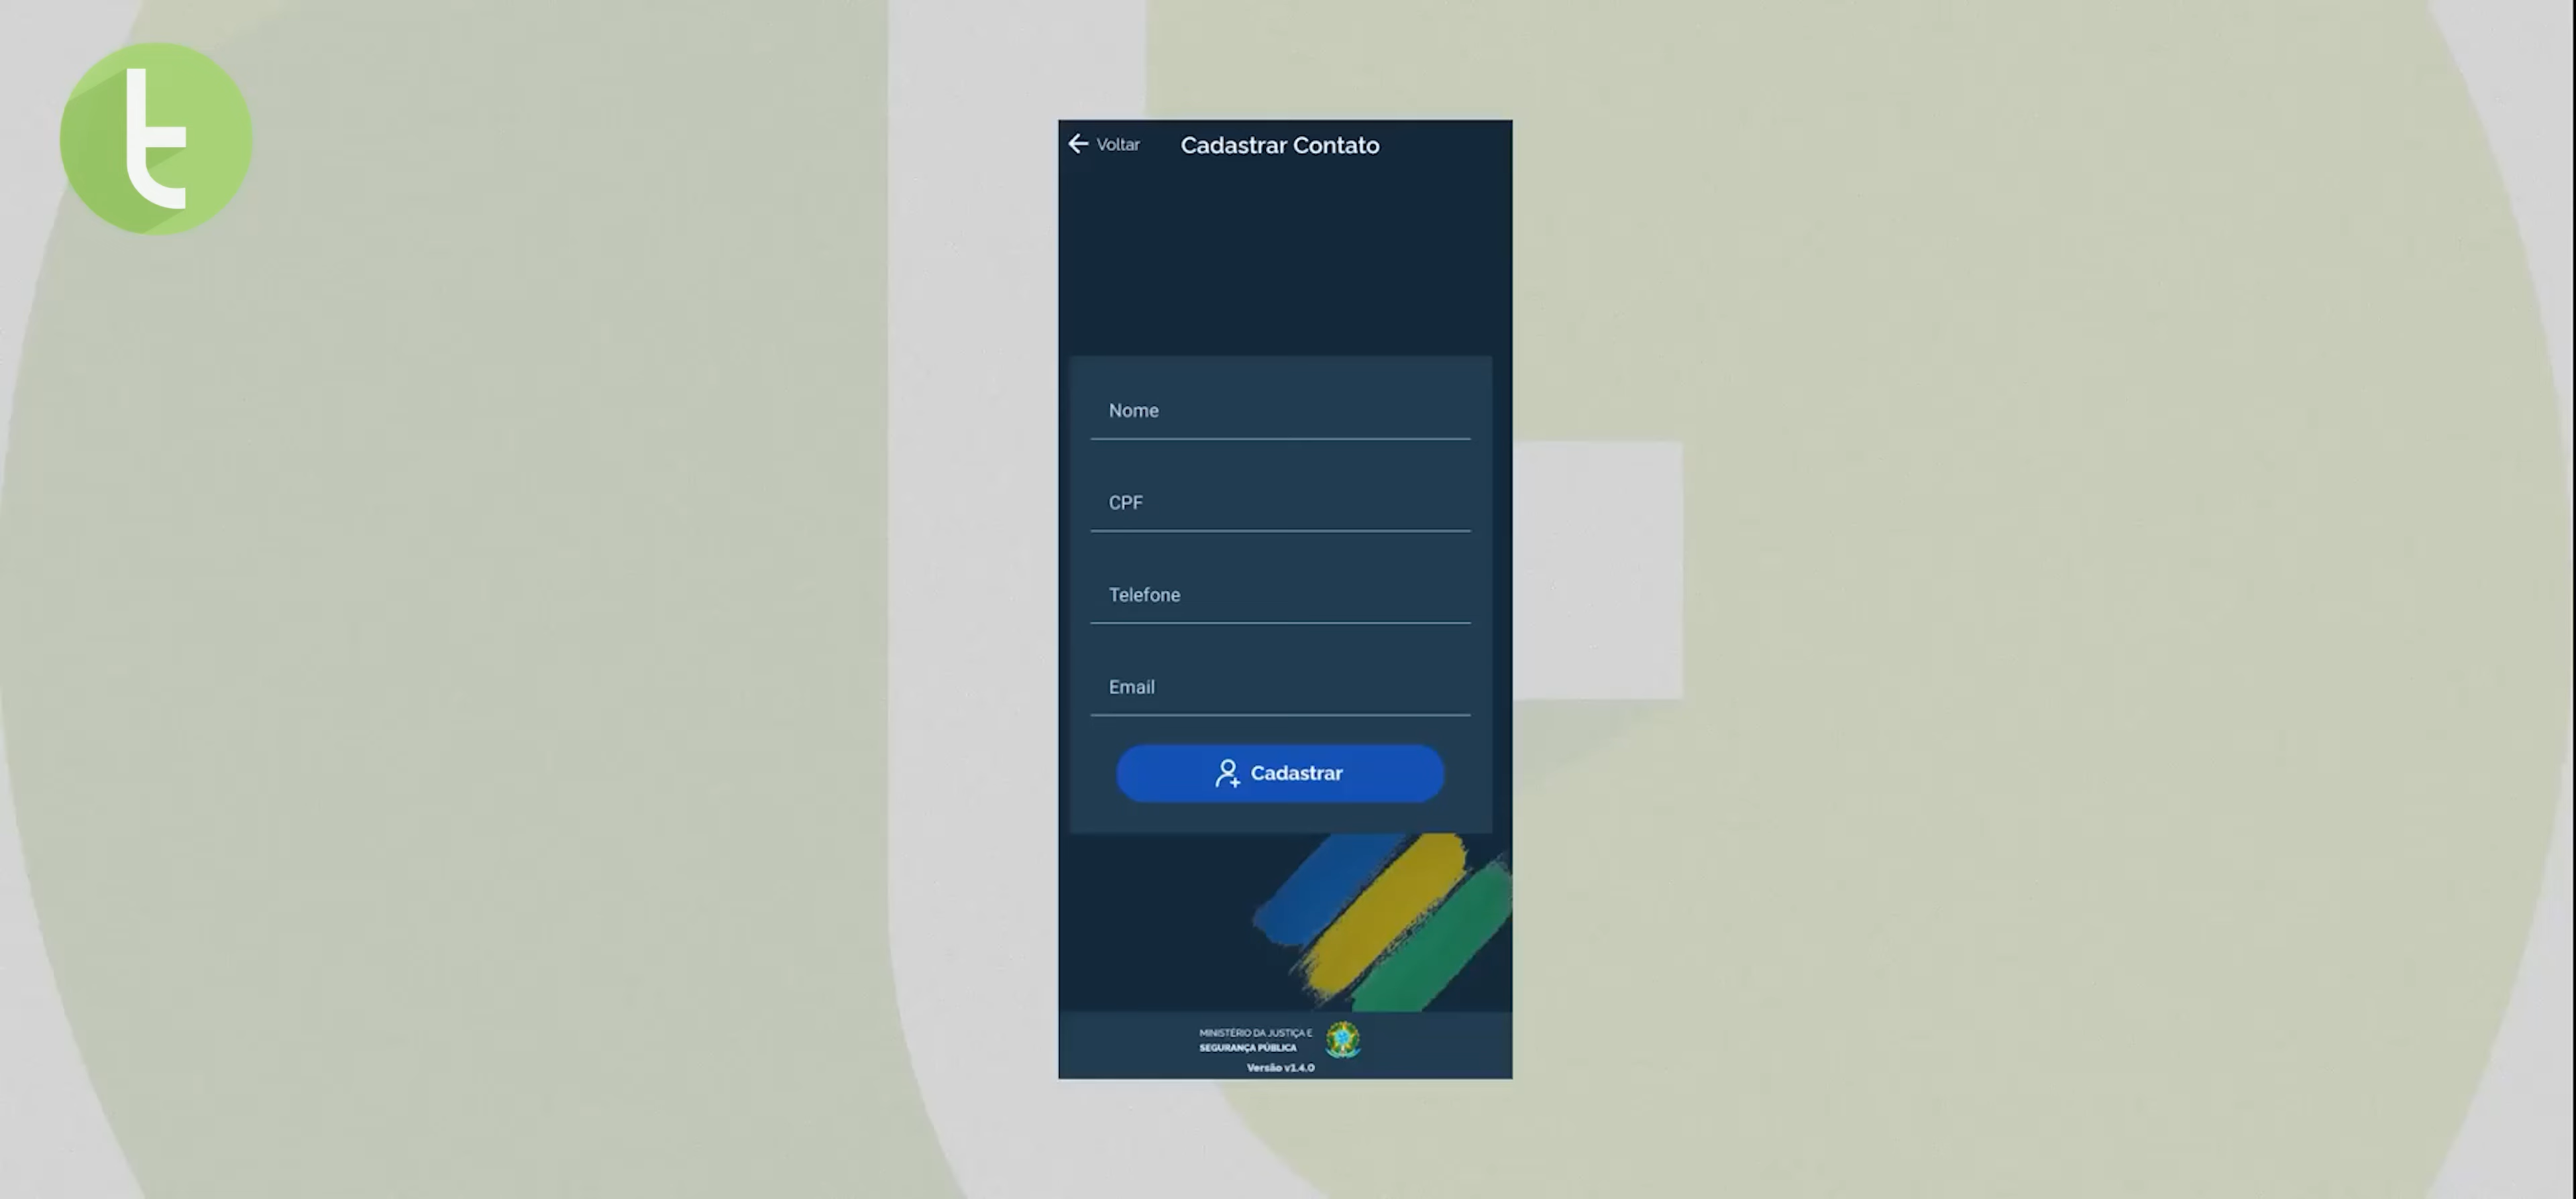 t
Voltar
Cadastrar Contato
Nome
CPF
Telefone
Email
Cadastrar
MINISTÉRIO DA JUSTIÇA E
SEGURANÇA PÚBLICA
Versão v1.4.0